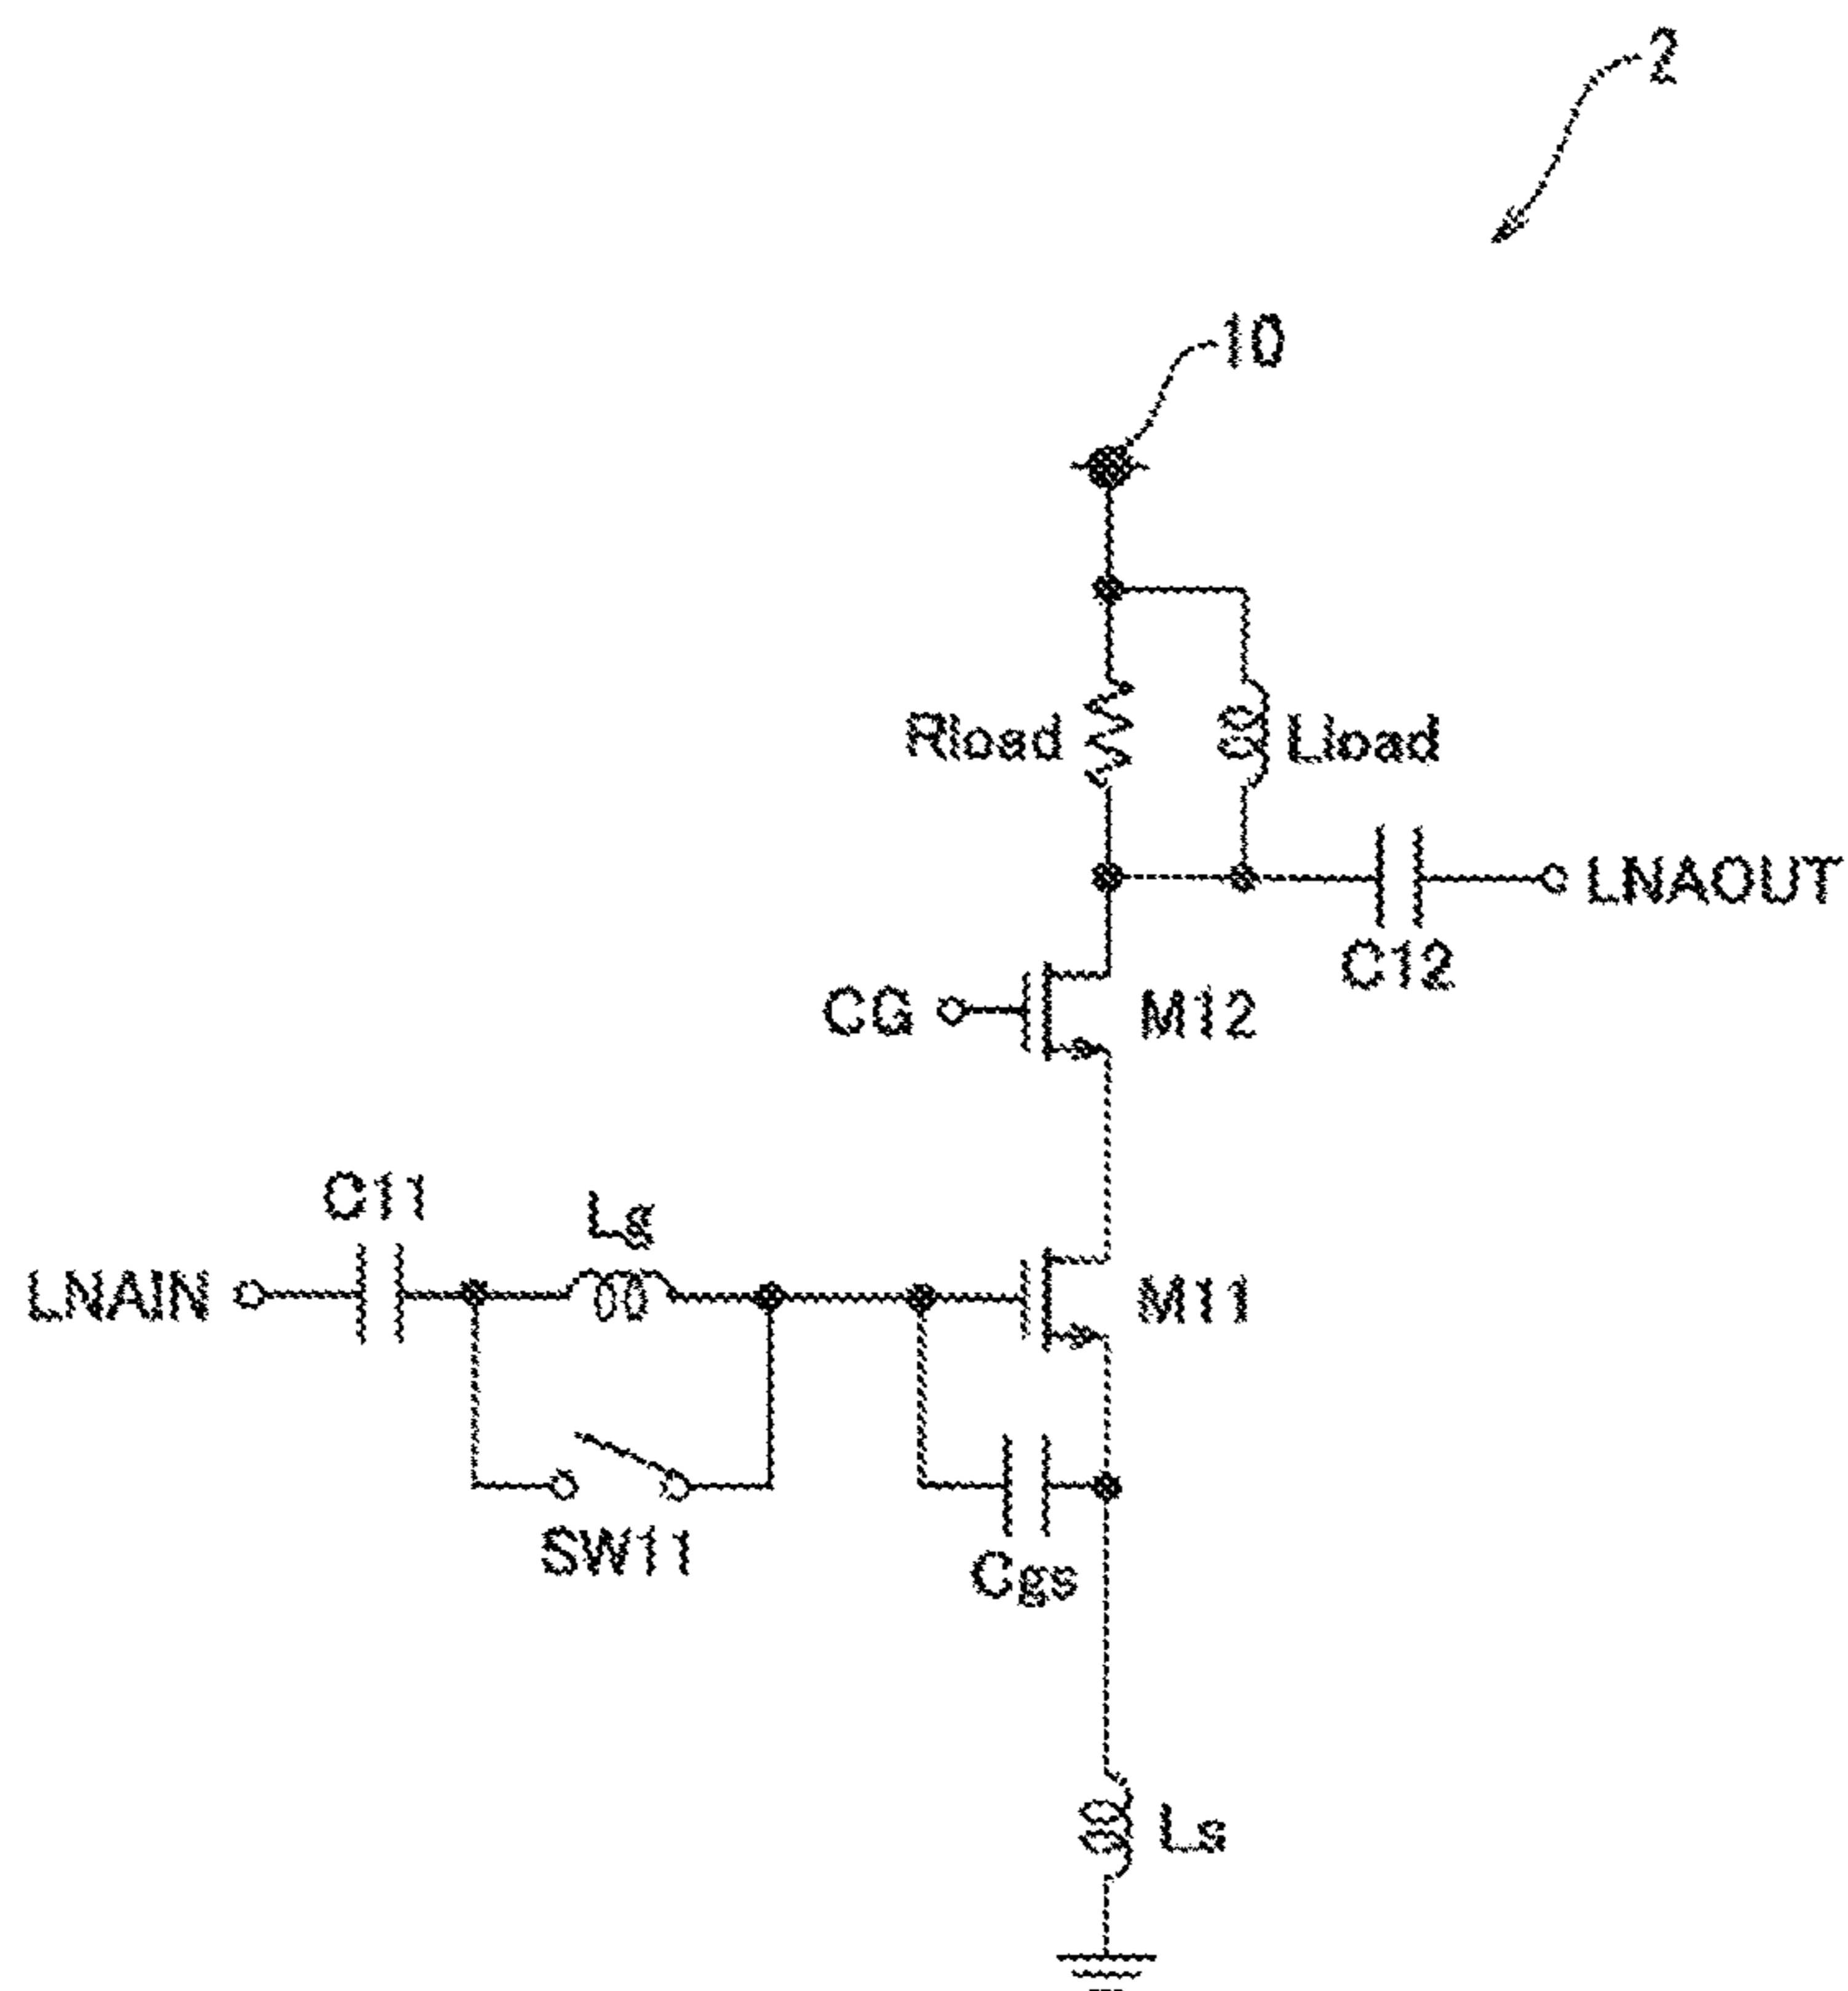 2
10
Rload
Lload
LNAOUT
C12
CG
M12
C11
Lg
LNAIN
M11
SW11
Cgs
Ls